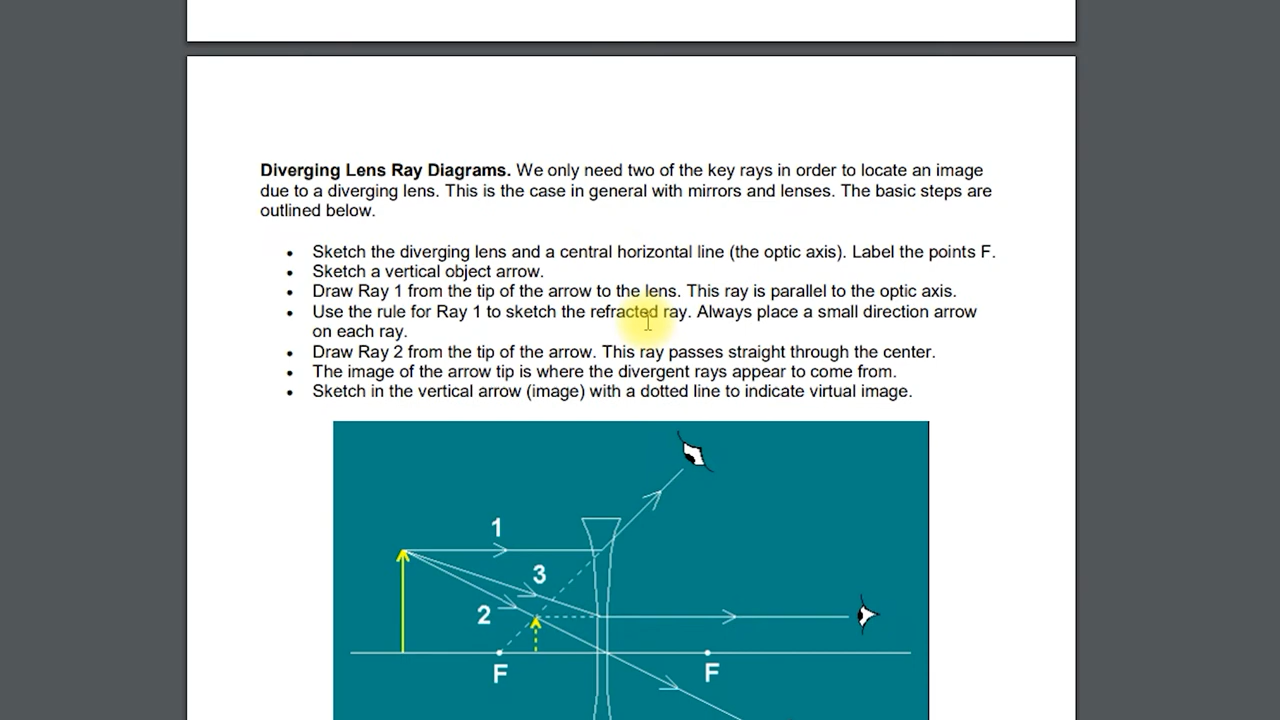 Diverging Lens Ray Diagrams. We only need two of the key rays in order to locate an image
due to a diverging lens. This is the case in general with mirrors and lenses. The basic steps are
outlined below.
• Sketch the diverging lens and a central horizontal line (the optic axis). Label the points F.
• Sketch a vertical object arrow.
• Draw Ray 1 from the tip of the arrow to the lens. This ray is parallel to the optic axis.
• Use the rule for Ray 1 to sketch the refracted ray. Always place a small direction arrow
on each ray.
• Draw Ray 2 from the tip of the arrow. This ray passes straight through the center.
• The image of the arrow tip is where the divergent rays appear to come from.
• Sketch in the vertical arrow (image) with a dotted line to indicate virtual image.
1
3
2
F
F